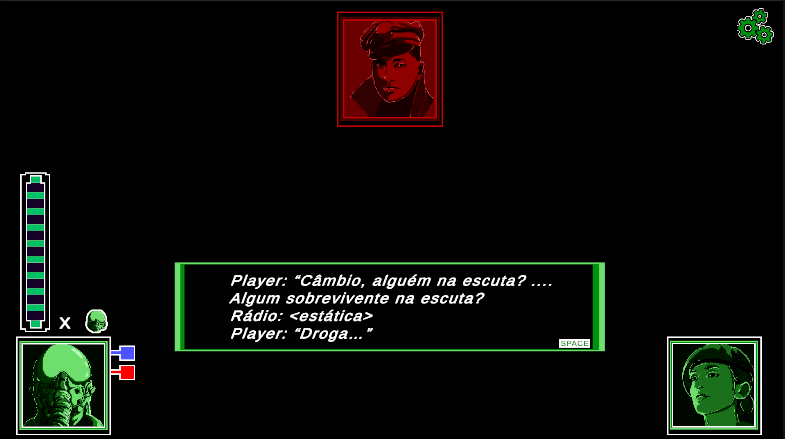 Player: “Câmbio, alguém na escuta? ....
Algum sobrevivente na escuta?
Rádio: <estática>
Player: “Droga...”
SPACE
X